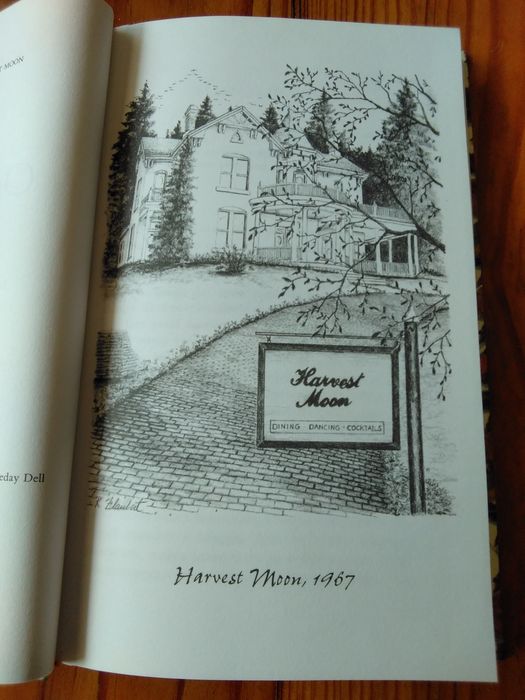 MOON
eday Dell
Harvest
Moon
DINING DANCING - COCKTAILS
Harvest Moon, 1967